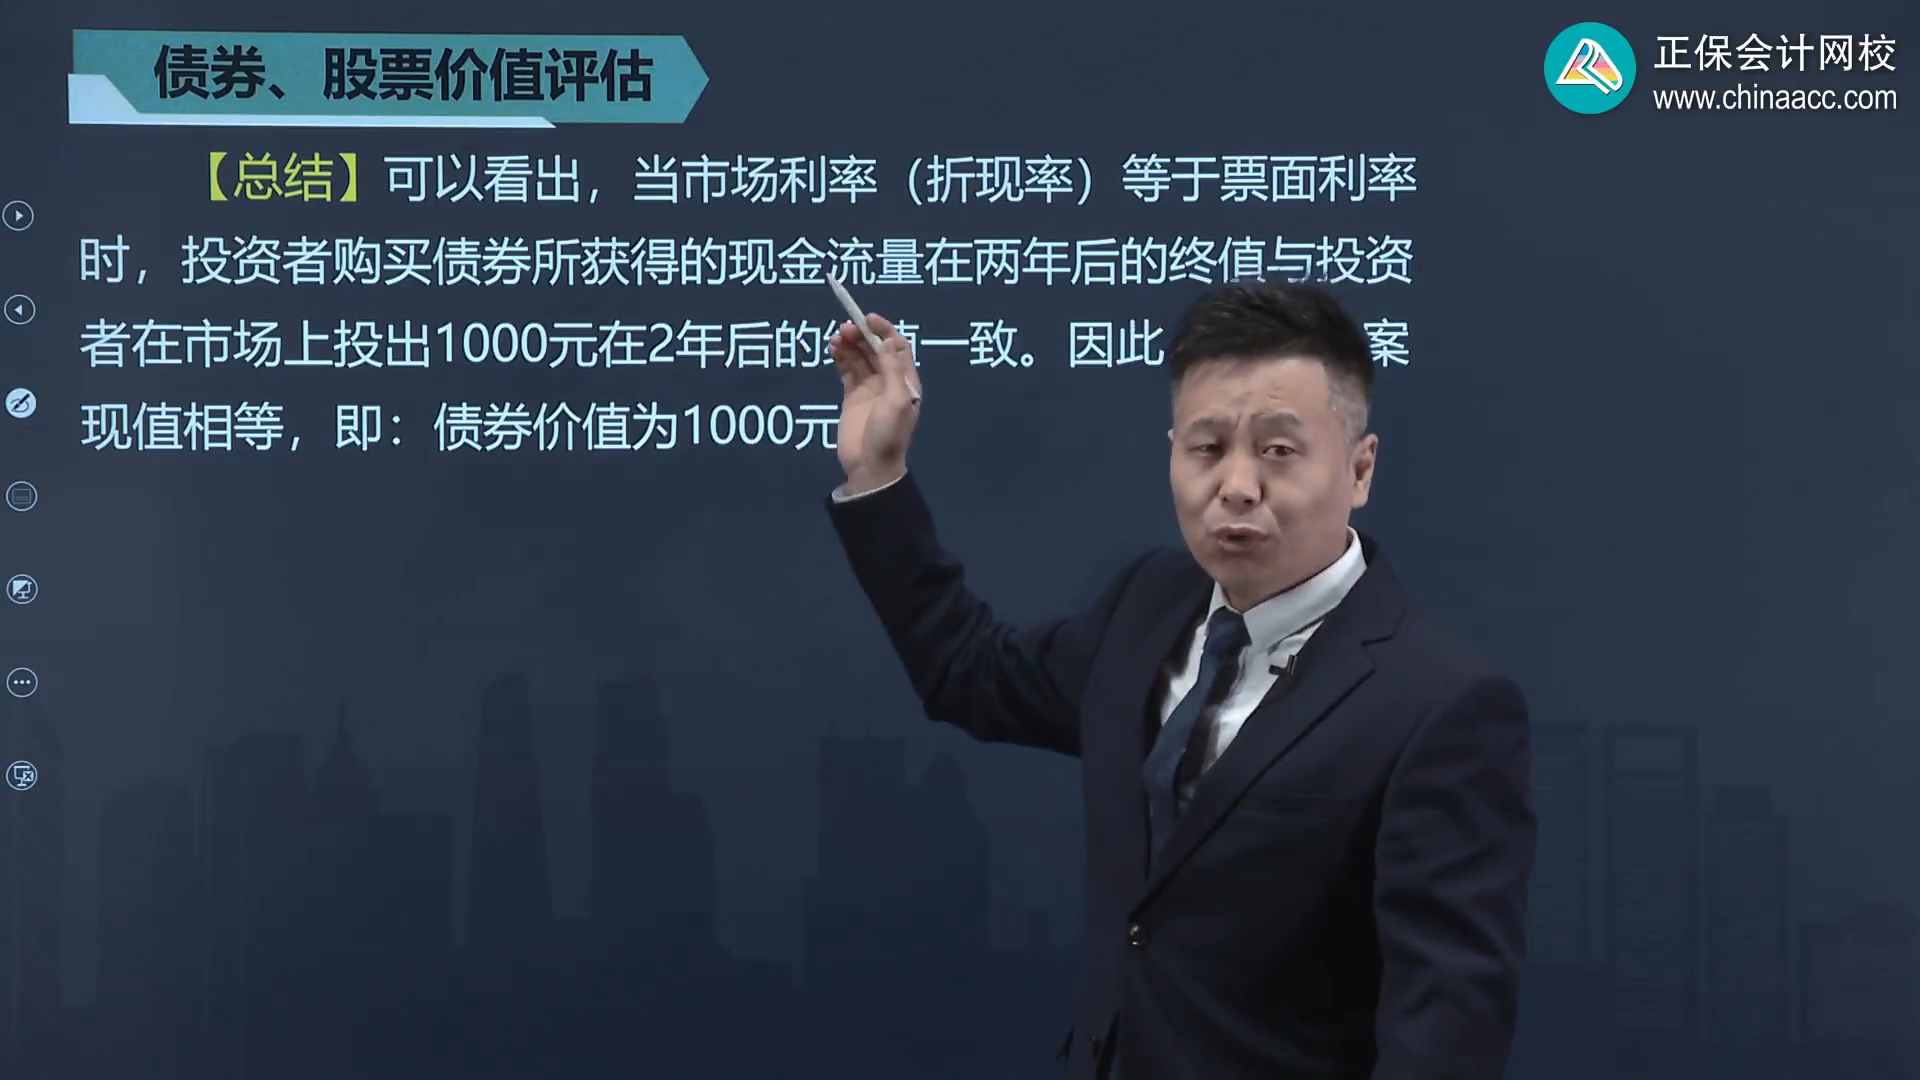 债券、股票价值评估
正保会计网校
www.chinaacc.com
【总结】可以看出，当市场利率（折现率）等于票面利率
时，投资者购买债券所获得的现金流量在两年后的终值与投资
者在市场上投出1000元在2年后的终值一致。因此 案
现值相等，即：债券价值为1000元